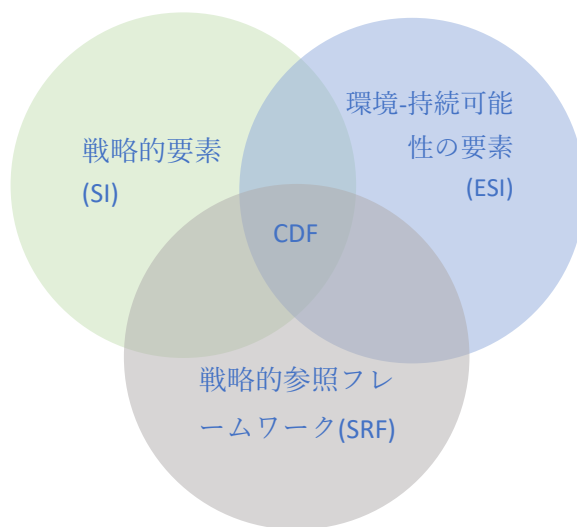 戦略的要素
(SI)
環境-持続可能
性の要素
(ESI)
CDF
戦略的参照フレ
ームワーク(SRF)